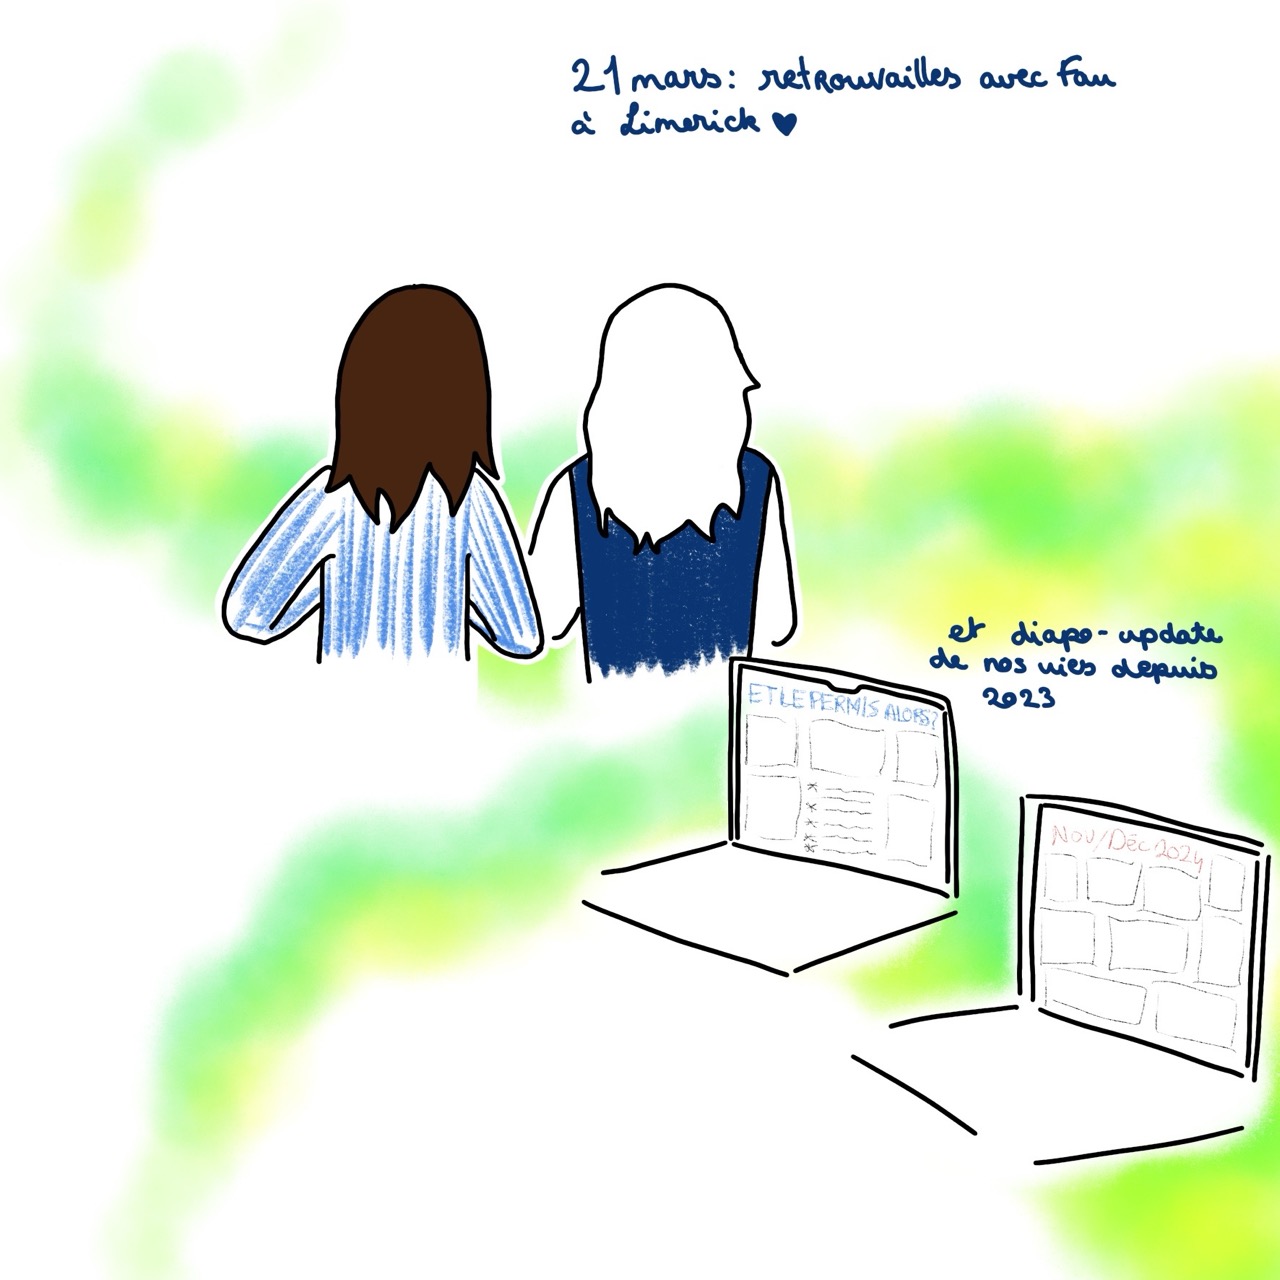 21 mars : retrouvailles avec Fau
à Limerick ♥
et diapo-update
de nos vies depuis
2023
ET LE PERMIS ALORS?
NOV/Déc 2024